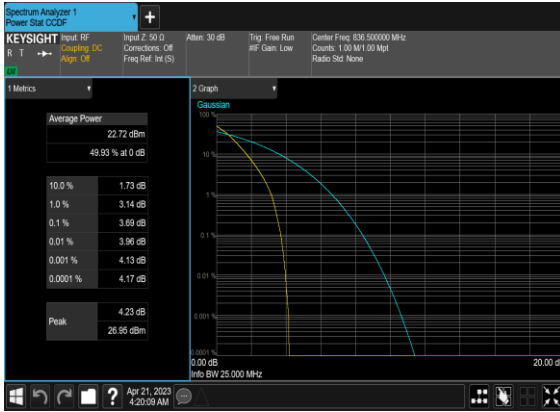 Spectrum Analyzer 1
Power Stat CCDF
+
KEYSIGHT
R T
LXI
Input: RF
Coupling: DC
Align: Off
Input Z: 50 Ω
Corrections: Off
Freq Ref: Int (S)
Atten: 30 dB
Trig: Free Run
#IF Gain: Low
Center Freq: 836.500000 MHz
Counts: 1.00 M/1.00 Mpt
Radio Std: None
1 Metrics
Average Power
22.72 dBm
49.93 % at 0 dB
10.0 % 1.73 dB
1.0 % 3.14 dB
0.1 % 3.69 dB
0.01 % 3.96 dB
0.001 % 4.13 dB
0.0001 % 4.17 dB
Peak
4.23 dB
26.95 dBm
2 Graph
Gaussian
100 %
10 %
1 %
0.1 %
0.01 %
0.001 %
0.0001 %
0.00 dB
20.00 d
Info BW 25.000 MHz
?
Apr 21, 2023
4:20:09 AM